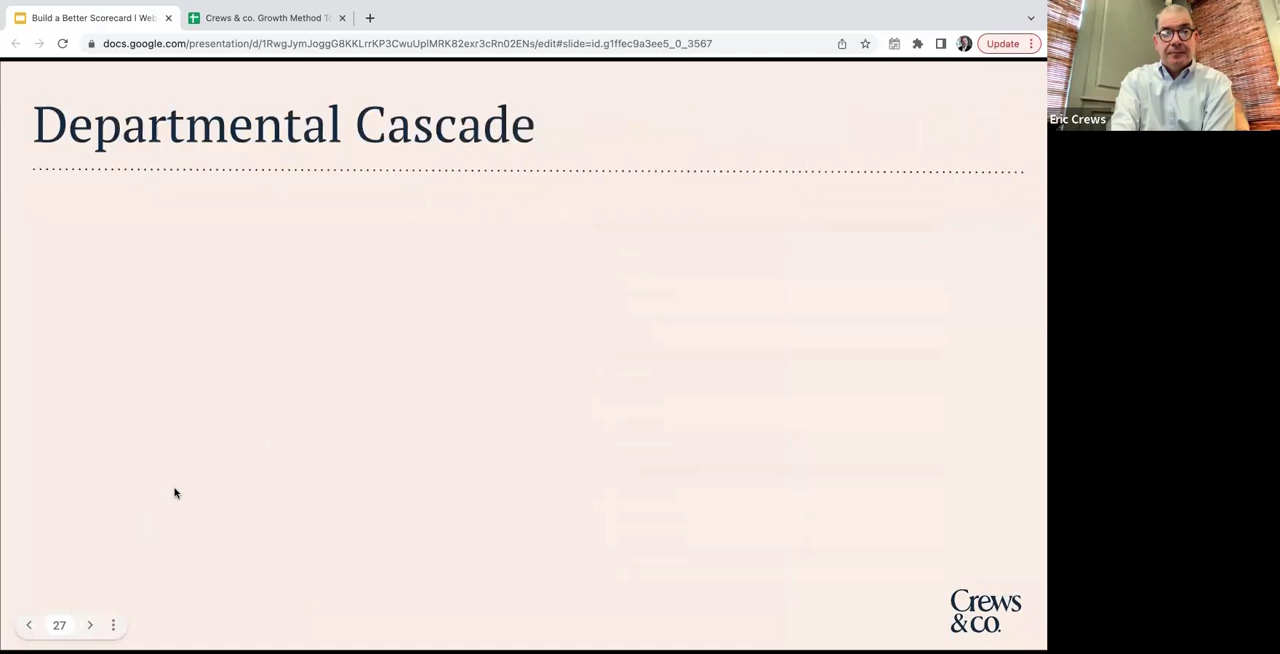 Build a Better Scorecard I Web
Crews & co. Growth Method T
docs.google.com/presentation/d/1RwgJymJoggG8KKLrrKP3CwuUplMRK82exr3cRn02ENs/edit#slide=id.g1ffec9a3ee5_0_3567
Update
Eric Crews
Departmental Cascade
27
Crews
& co.